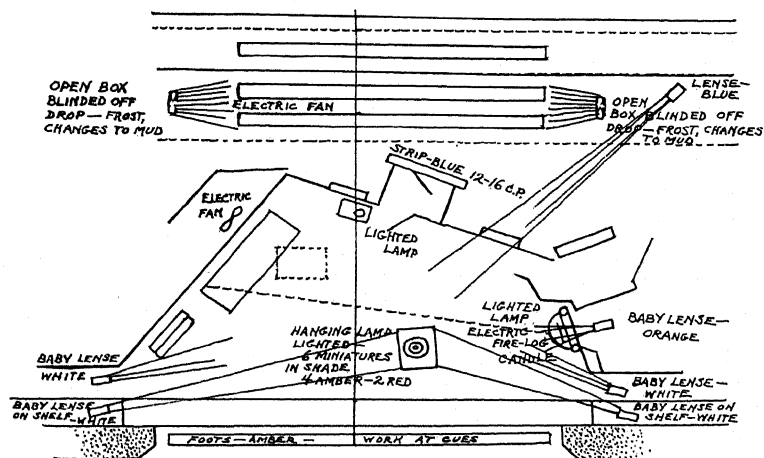 OPEN BOX
BLINDED OFF
DROP — FROST,
CHANGES TO MUD
ELECTRIC FAN
LENSE—
BLUE
OPEN
BOX BLINDED OFF
DROP — FROST, CHANGES
TO MUD
STRIP-BLUE 12-16 C.P.
ELECTRIC
FAN
LIGHTED
LAMP
LIGHTED
LAMP
ELECTRIC
FIRE-LOG
CANDLE
BABY LENSE—
ORANGE
HANGING LAMP
LIGHTED
6 MINIATURES
IN SHADE
4 AMBER—2 RED
BABY LENSE
WHITE
BABY LENSE—
WHITE
BABY LENSE
ON SHELF—WHITE
BABY LENSE ON
SHELF—WHITE
FOOTS—AMBER — WORK AT CUES